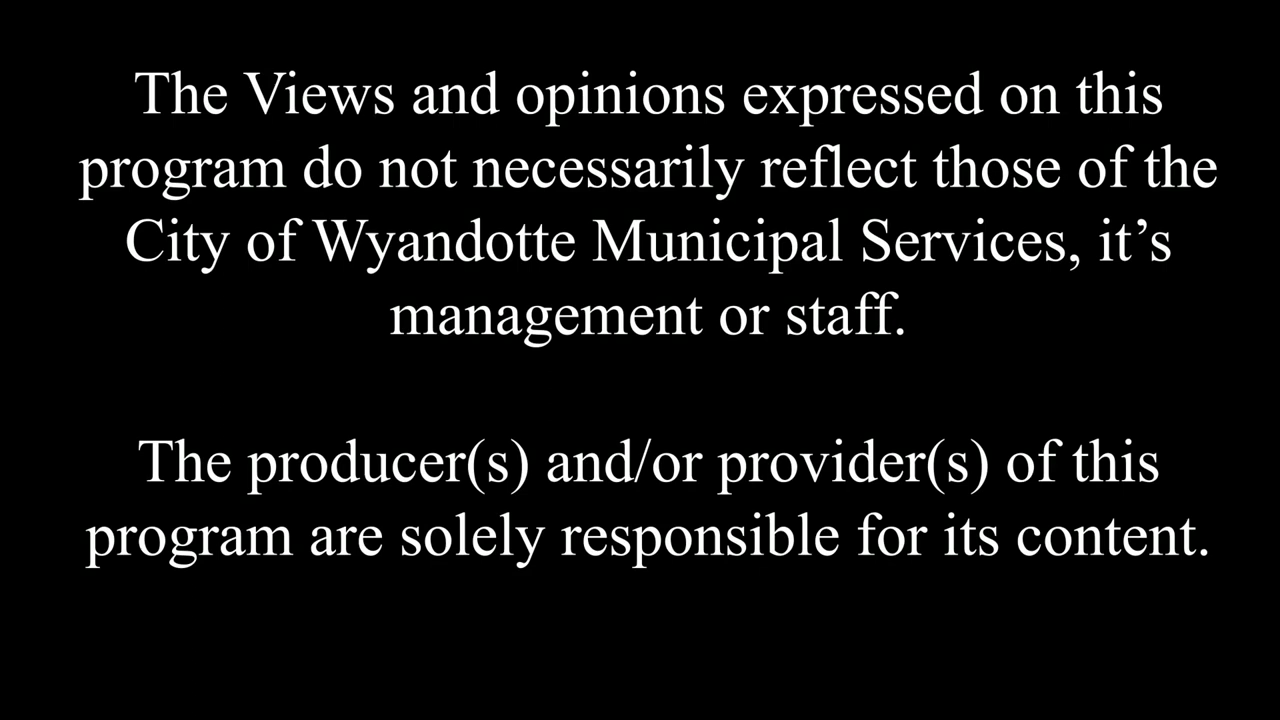 The Views and opinions expressed on this
program do not necessarily reflect those of the
City of Wyandotte Municipal Services, it’s
management or staff.
The producer(s) and/or provider(s) of this
program are solely responsible for its content.